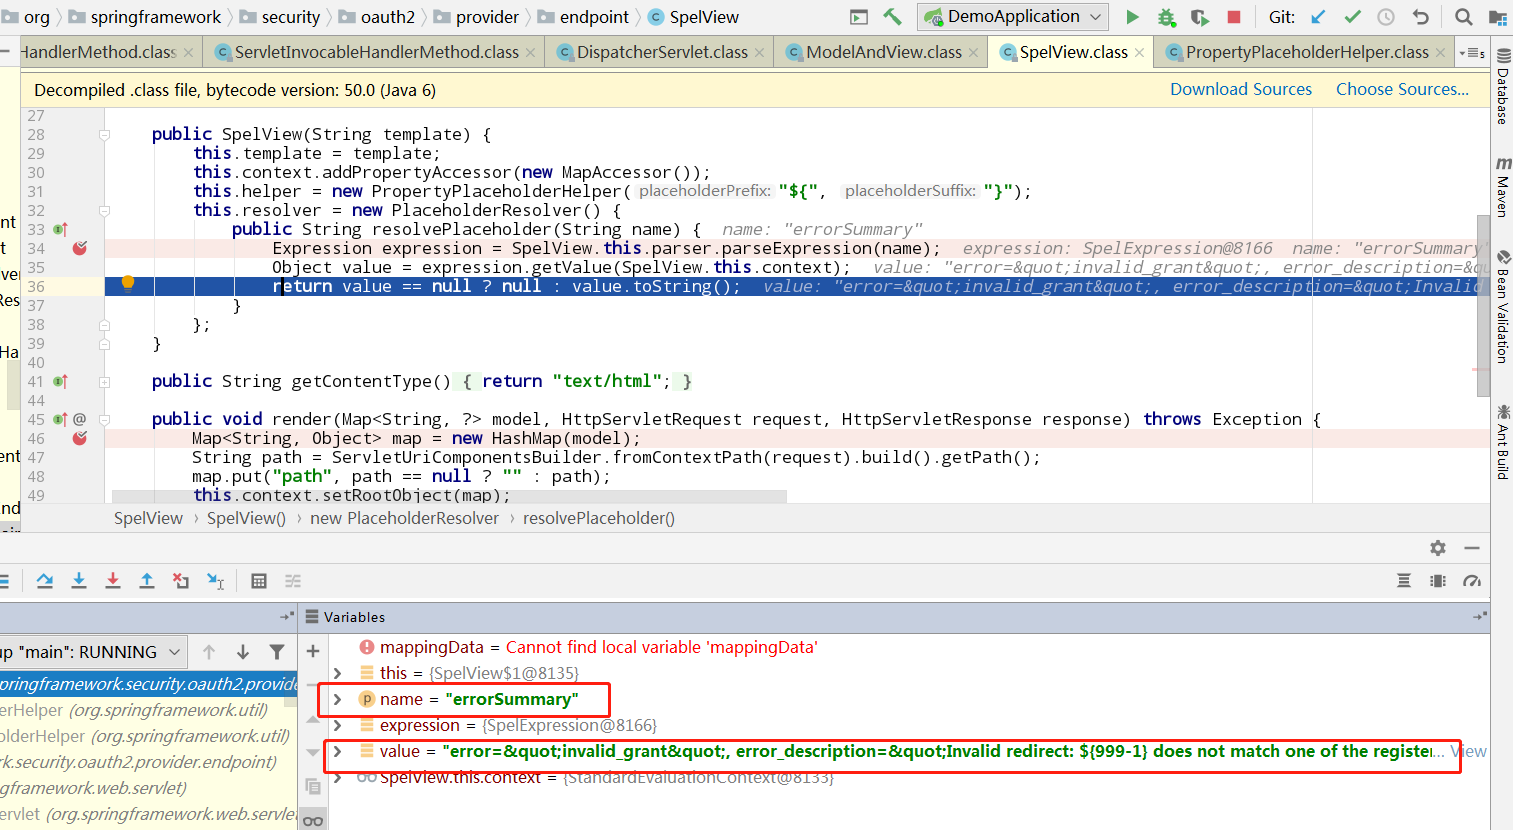 org springframework security oauth2 provider endpoint SpelView DemoApplication Git:
HandlerMethod.class ServletInvocableHandlerMethod.class DispatcherServlet.class ModelAndView.class SpelView.class PropertyPlaceholderHelper.class 5
Decompiled .class file, bytecode version: 50.0 (Java 6) Download Sources Choose Sources...
27
28 public SpelView(String template) {
29 this.template = template;
30 this.context.addPropertyAccessor(new MapAccessor());
31 this.helper = new PropertyPlaceholderHelper( placeholderPrefix: "${", placeholderSuffix: "}");
32 this.resolver = new PlaceholderResolver() {
33 public String resolvePlaceholder(String name) { name: "errorSummary"
34 Expression expression = SpelView.this.parser.parseExpression(name); expression: SpelExpression@8166 name: "errorSummary"
35 Object value = expression.getValue(SpelView.this.context); value: "error=&quot;invalid_grant&quot;, error_description=&qu
36 return value == null ? null : value.toString(); value: "error=&quot;invalid_grant&quot;, error_description=&quot;Invalid
37 }
38 };
39 }
40
41 public String getContentType() { return "text/html"; }
44
45 @ public void render(Map<String, ?> model, HttpServletRequest request, HttpServletResponse response) throws Exception {
46 Map<String, Object> map = new HashMap(model);
47 String path = ServletUriComponentsBuilder.fromContextPath(request).build().getPath();
48 map.put("path", path == null ? "" : path);
49 this.context.setRootObject(map);
SpelView SpelView() new PlaceholderResolver resolvePlaceholder()
Database
Maven
Bean Validation
Ant Build
Variables
up "main": RUNNING
mappingData = Cannot find local variable 'mappingData'
this = {SpelView$1@8135}
springframework.security.oauth2.provide
name = "errorSummary"
erHelper (org.springframework.util)
expression = {SpelExpression@8166}
olderHelper (org.springframework.util)
value = "error=&quot;invalid_grant&quot;, error_description=&quot;Invalid redirect: ${999-1} does not match one of the registe... View
k.security.oauth2.provider.endpoint)
SpelView.this.context = {StandardEvaluationContext@8133}
gframework.web.servlet)
ervlet (org.springframework.web.servlet